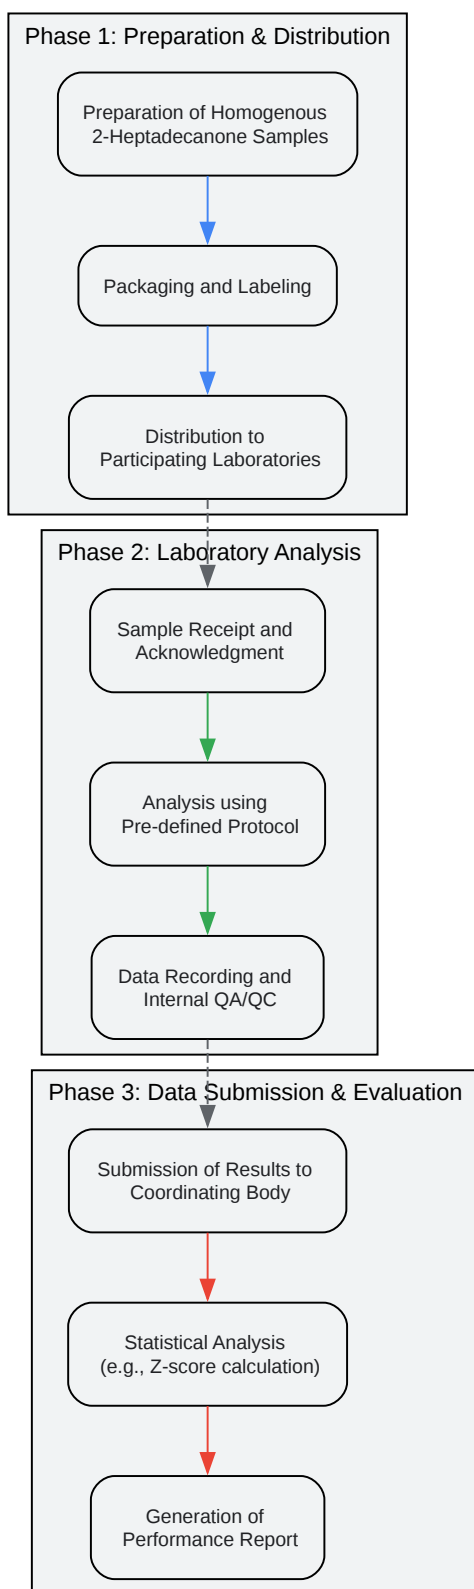 Phase 1: Preparation & Distribution
Preparation of Homogenous
2-Heptadecanone Samples
Packaging and Labeling
Distribution to
Participating Laboratories
Phase 2: Laboratory Analysis
Sample Receipt and
Acknowledgment
Analysis using
Pre-defined Protocol
Data Recording and
Internal QA/QC
Phase 3: Data Submission & Evaluation
Submission of Results to
Coordinating Body
Statistical Analysis
(e.g., Z-score calculation)
Generation of
Performance Report